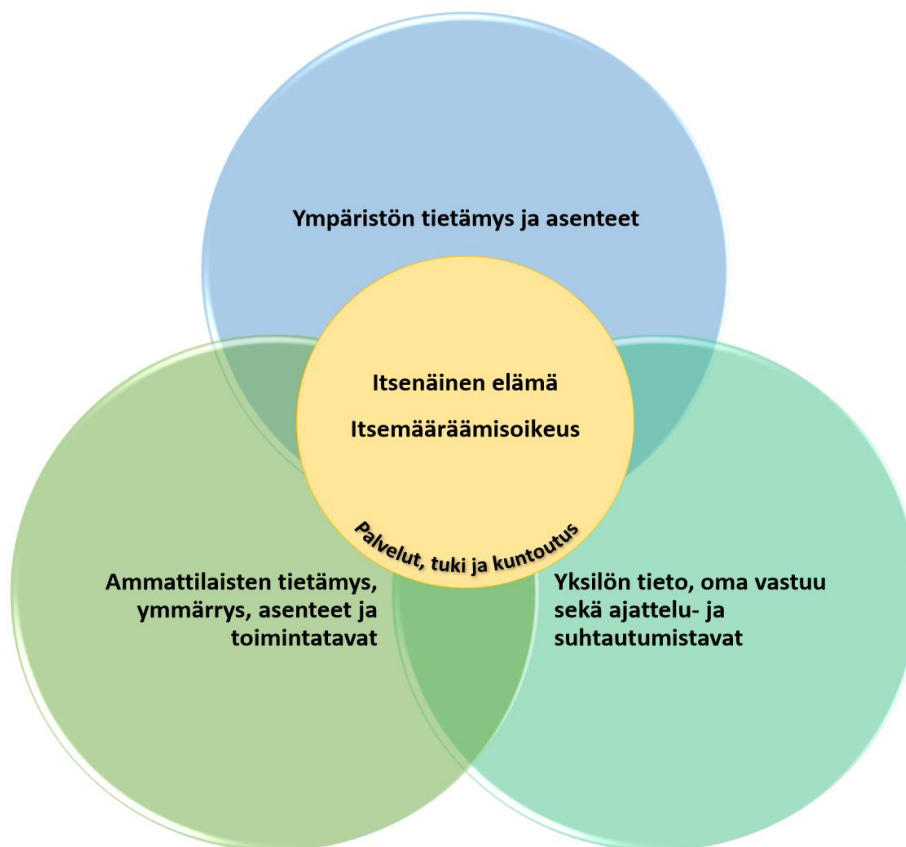 Ympäristön tietämys ja asenteet
Itsenäinen elämä
Itsemääräämisoikeus
Palvelut, tuki ja kuntoutus
Ammattilaisten tietämys,
ymmärrys, asenteet ja
toimintatavat
Yksilön tieto, oma vastuu
sekä ajattelu- ja
suhtautumistavat